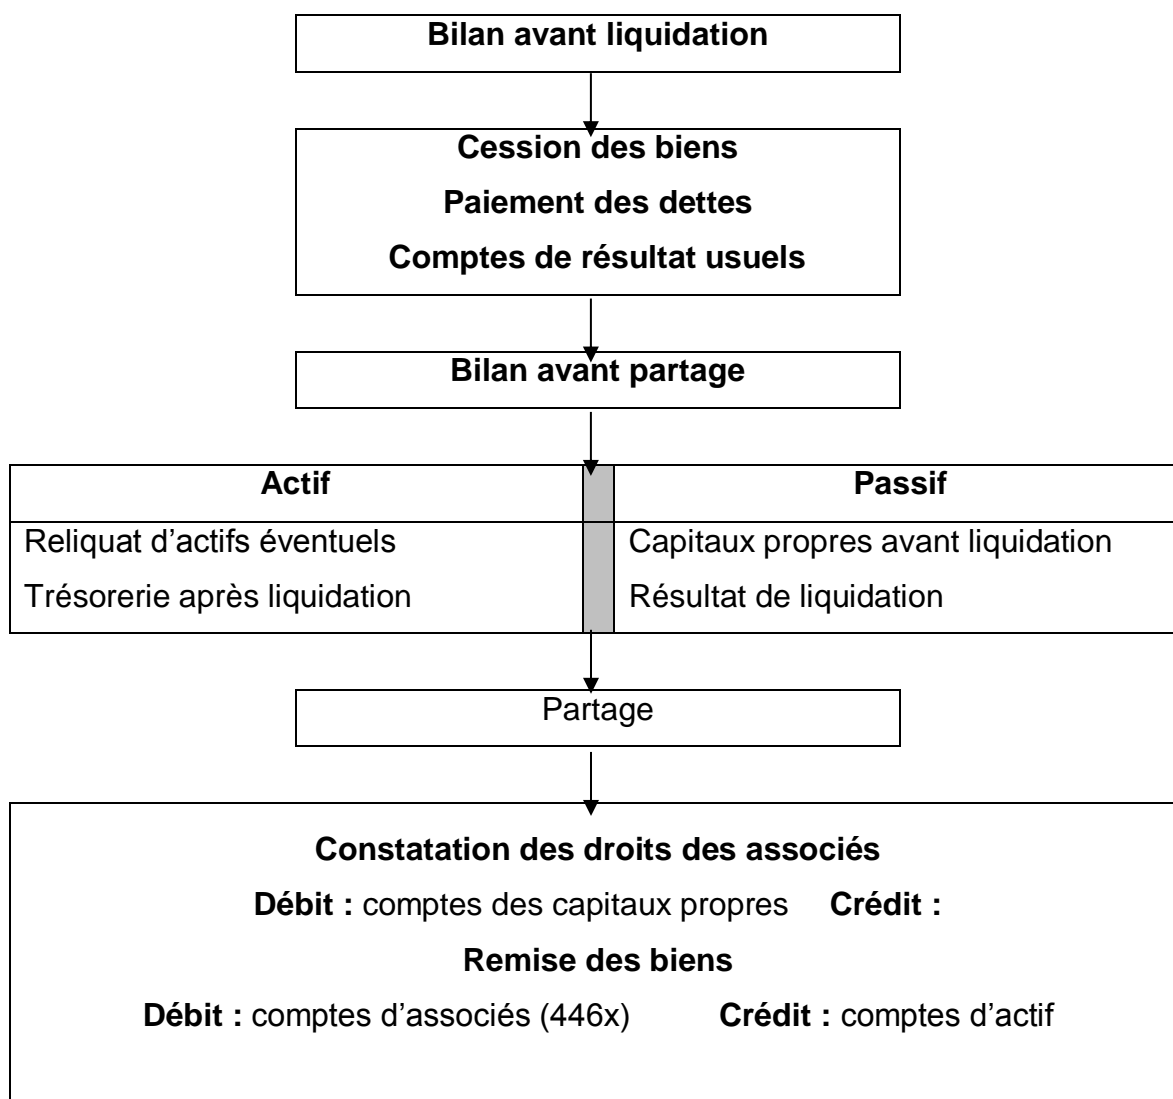 Bilan avant liquidation
Cession des biens
Paiement des dettes
Comptes de résultat usuels
Bilan avant partage
Actif
Passif
Reliquat d’actifs éventuels
Trésorerie après liquidation
Capitaux propres avant liquidation
Résultat de liquidation
Partage
Constatation des droits des associés
Débit : comptes des capitaux propres Crédit :
Remise des biens
Débit : comptes d’associés (446x) Crédit : comptes d’actif